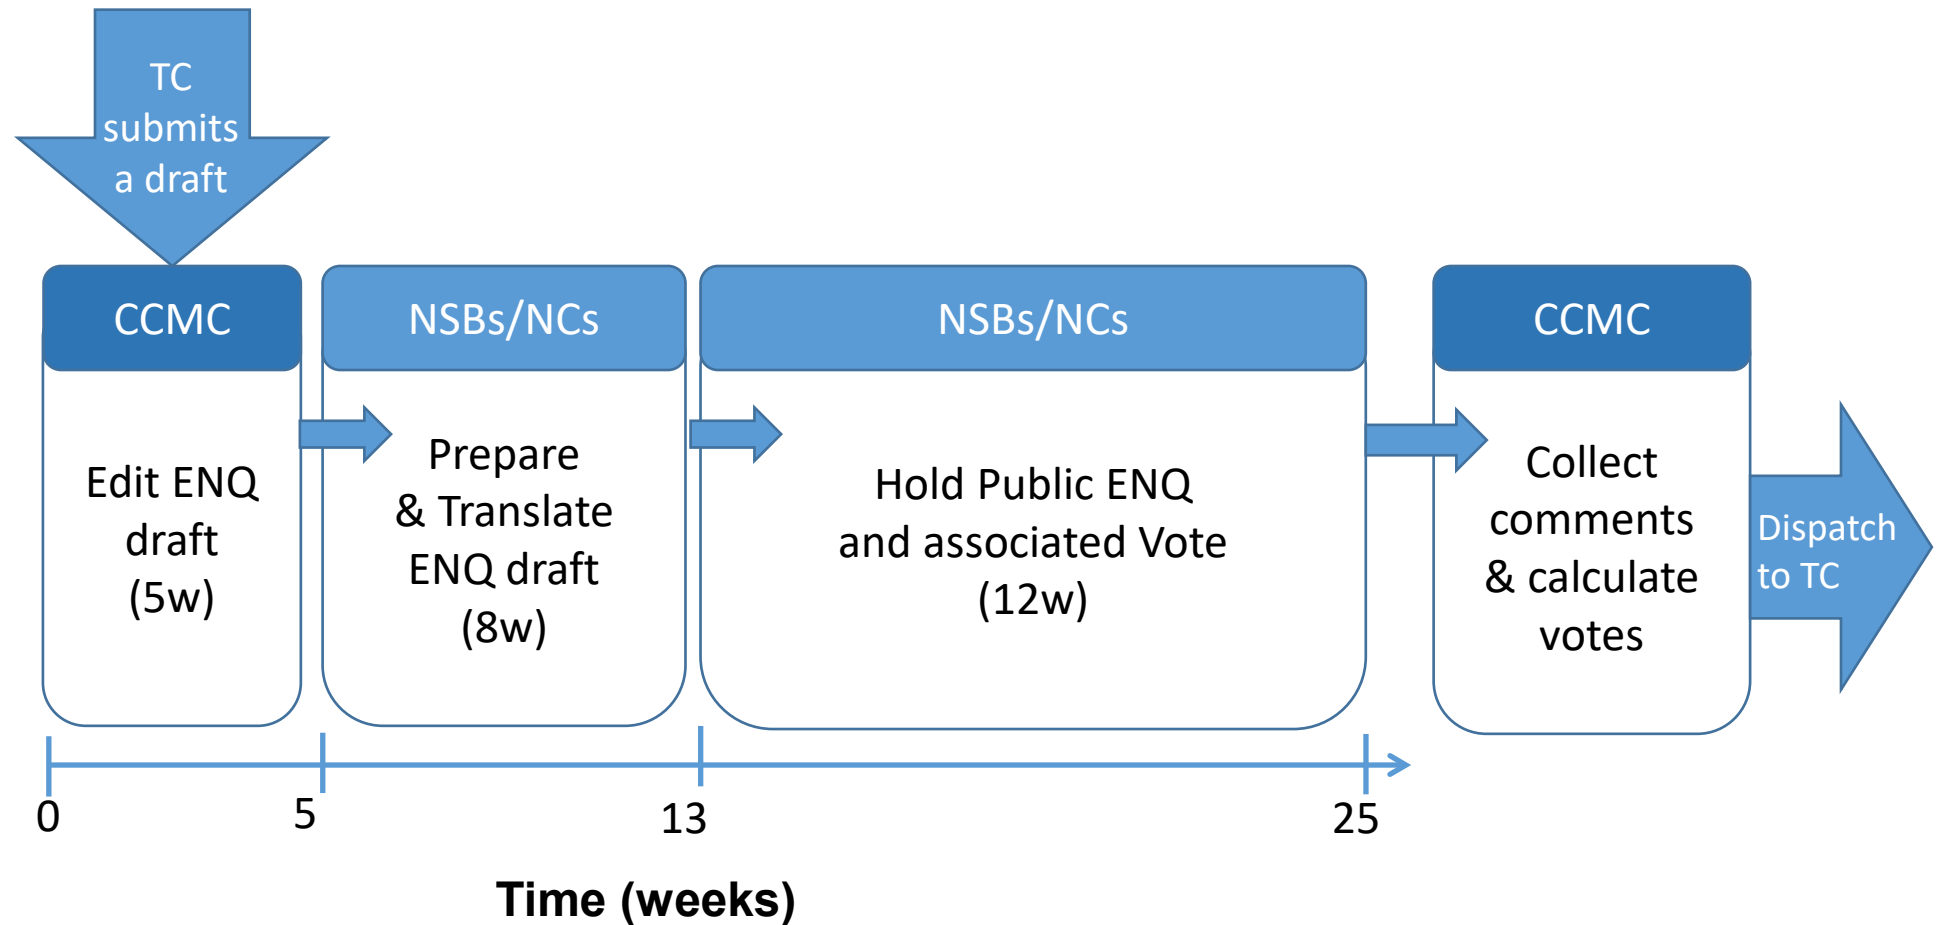 TC
submits
a draft
CCMC
Edit ENQ
draft
(5w)
NSBs/NCs
Prepare
& Translate
ENQ draft
(8w)
NSBs/NCs
Hold Public ENQ
and associated Vote
(12w)
CCMC
Collect
comments
& calculate
votes
Dispatch
to TC
0
5
13
25
Time (weeks)